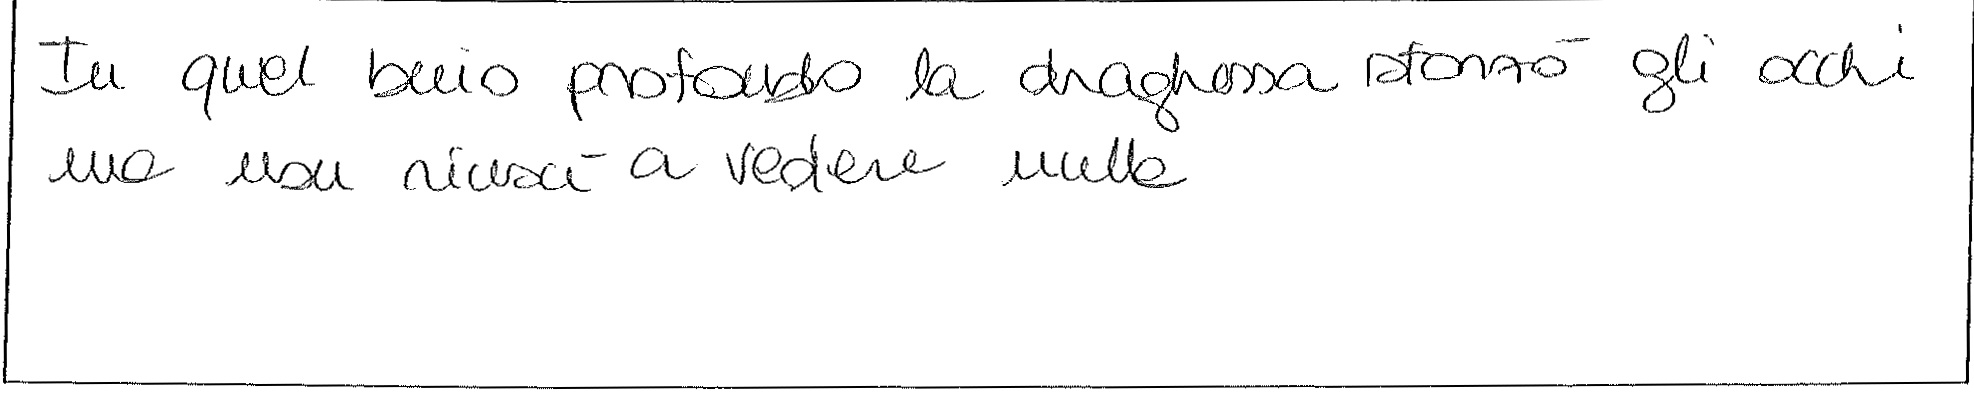 In quel buio profondo la draghessa sforzò gli occhi
ma non riuscì a vedere nulla